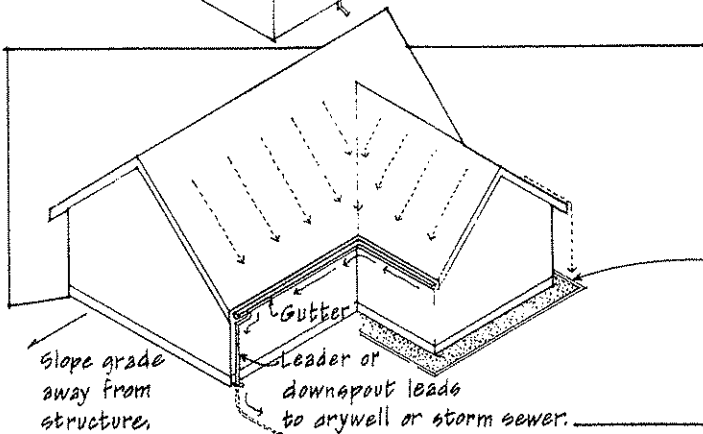 Gutter
Slope grade
away from
structure.
Leader or
downspout leads
to drywell or storm sewer.